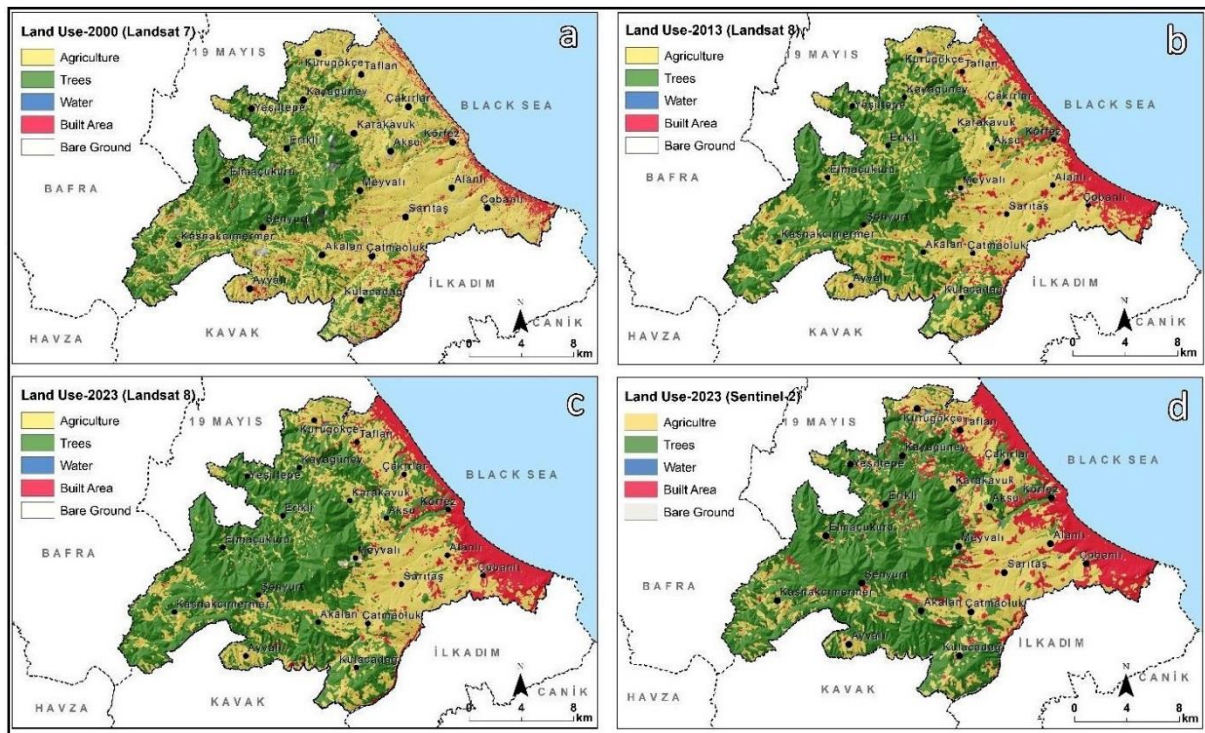 Land Use-2000 (Landsat 7)
a
Agriculture
Trees
Water
Built Area
Bare Ground
19 MAYIS
BLACK SEA
BAFRA
HAVZA
KAVAK
İLKADIM
CANİK
Kurugökçe
Taflan
Yeşiltepe
Kayagüney
Çakırlar
Karakavuk
Körfez
Erikli
Aksu
Elmaçukuru
Meyvalı
Alanlı
Çobanlı
Sarıtaş
Şenyurt
Kasnakcımermer
Akalan
Çatmaoluk
Ayvalı
Kulacadağ
N
0 4 8
km
Land Use-2013 (Landsat 8)
b
Agriculture
Trees
Water
Built Area
Bare Ground
19 MAYIS
BLACK SEA
BAFRA
HAVZA
KAVAK
İLKADIM
CANİK
Kurugökçe
Taflan
Yeşiltepe
Kayagüney
Çakırlar
Karakavuk
Körfez
Erikli
Aksu
Elmaçukuru
Meyvalı
Alanlı
Çobanlı
Sarıtaş
Şenyurt
Kasnakcımermer
Akalan
Çatmaoluk
Ayvalı
Kulacadağ
N
0 4 8
km
Land Use-2023 (Landsat 8)
c
Agriculture
Trees
Water
Built Area
Bare Ground
19 MAYIS
BLACK SEA
BAFRA
HAVZA
KAVAK
İLKADIM
CANİK
Kurugökçe
Taflan
Yeşiltepe
Kayagüney
Çakırlar
Karakavuk
Körfez
Erikli
Aksu
Elmaçukuru
Meyvalı
Alanlı
Çobanlı
Sarıtaş
Şenyurt
Kasnakcımermer
Akalan
Çatmaoluk
Ayvalı
Kulacadağ
N
0 4 8
km
Land Use-2023 (Sentinel-2)
d
Agricultre
Trees
Water
Built Area
Bare Ground
19 MAYIS
BLACK SEA
BAFRA
HAVZA
KAVAK
İLKADIM
CANİK
Kurugökçe
Taflan
Yeşiltepe
Kayagüney
Çakırlar
Karakavuk
Körfez
Erikli
Aksu
Elmaçukuru
Meyvalı
Alanlı
Çobanlı
Sarıtaş
Şenyurt
Kasnakcımermer
Akalan
Çatmaoluk
Ayvalı
Kulacadağ
N
0 4 8
km